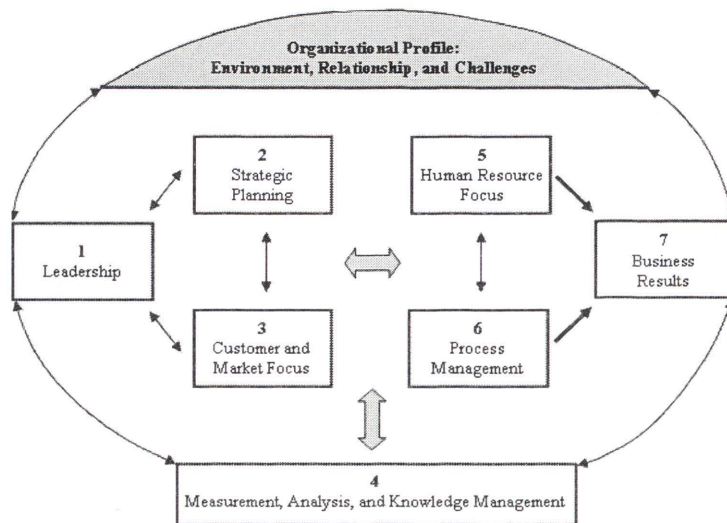 Organizational Profile:
Environment, Relationship, and Challenges
2
Strategic
Planning
5
Human Resource
Focus
1
Leadership
7
Business
Results
3
Customer and
Market Focus
6
Process
Management
4
Measurement, Analysis, and Knowledge Management